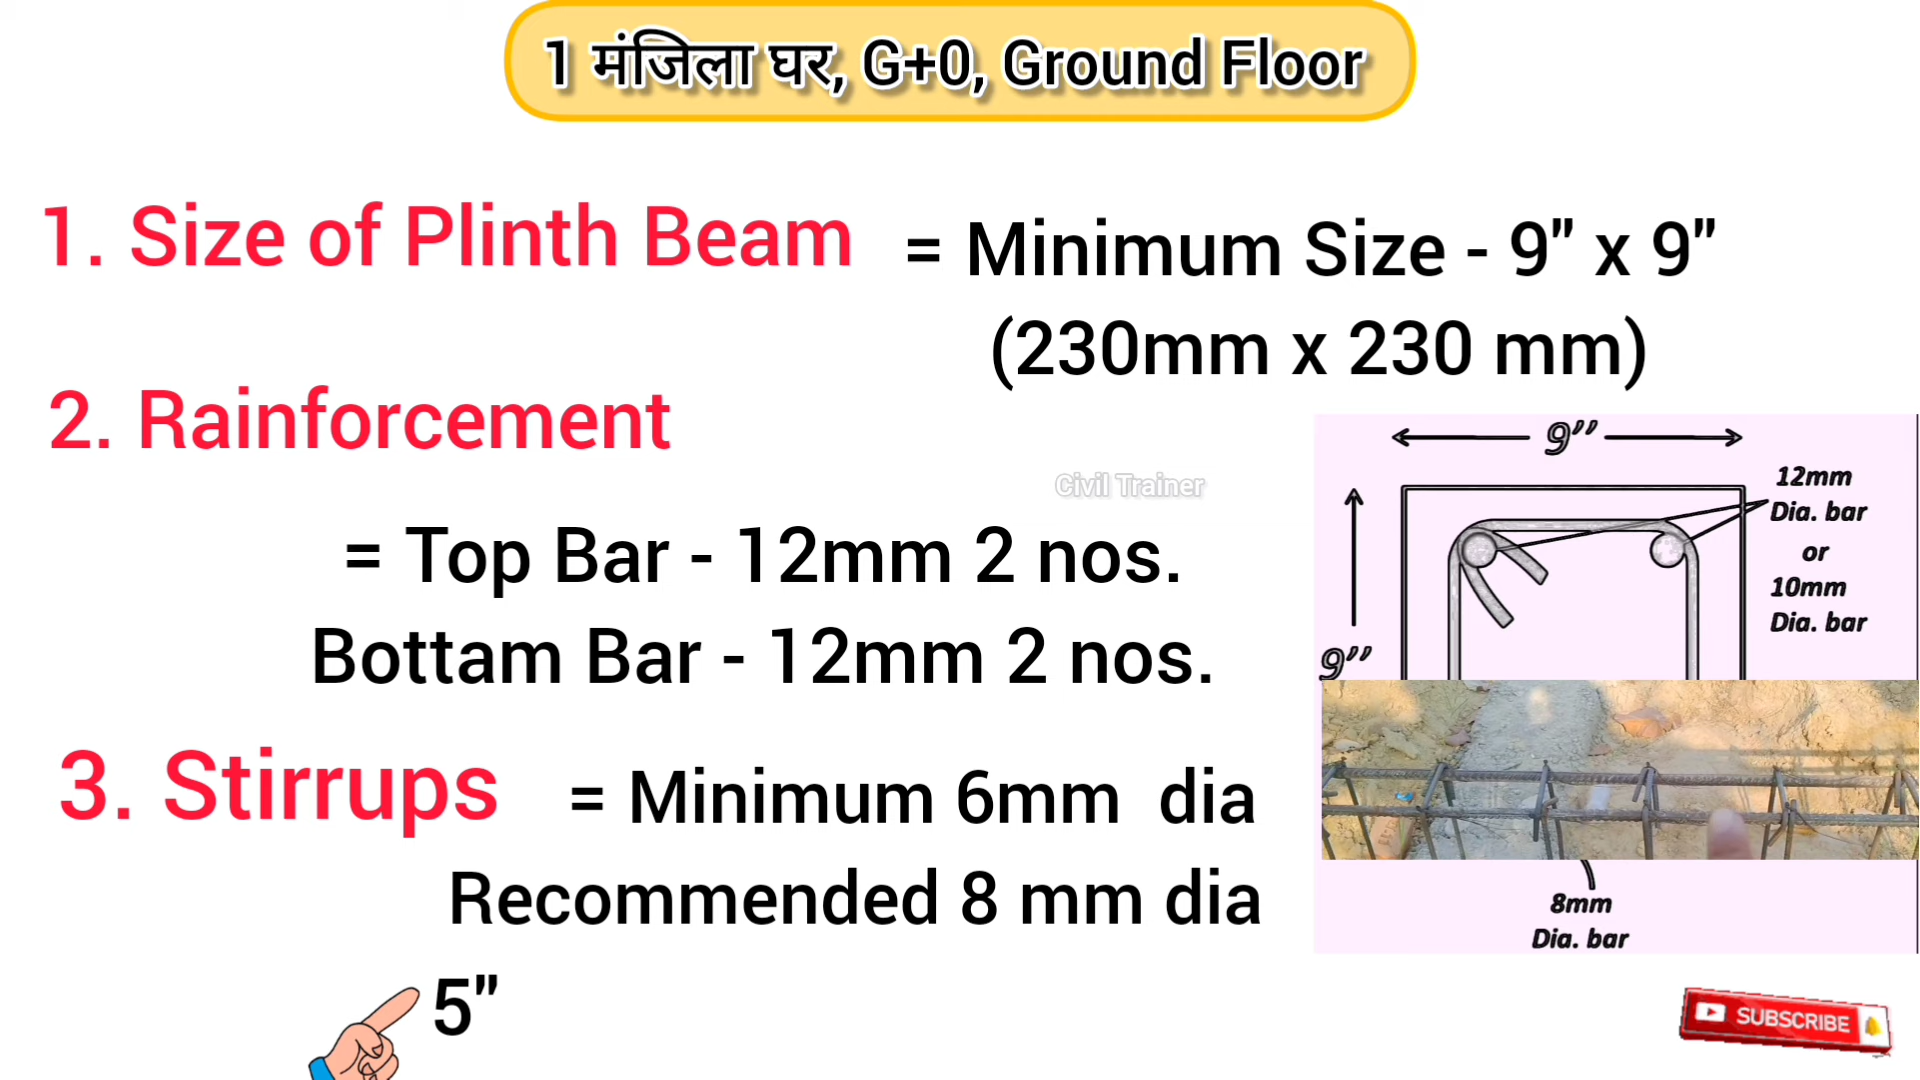 1 मंजिला घर, G+0, Ground Floor
1. Size of Plinth Beam = Minimum Size - 9" x 9"
(230mm x 230 mm)
2. Rainforcement
= Top Bar - 12mm 2 nos.
Bottam Bar - 12mm 2 nos.
3. Stirrups = Minimum 6mm dia
Recommended 8 mm dia
5"
Civil Trainer
9’’
12mm
Dia. bar
or
10mm
Dia. bar
9’’
8mm
Dia. bar
SUBSCRIBE